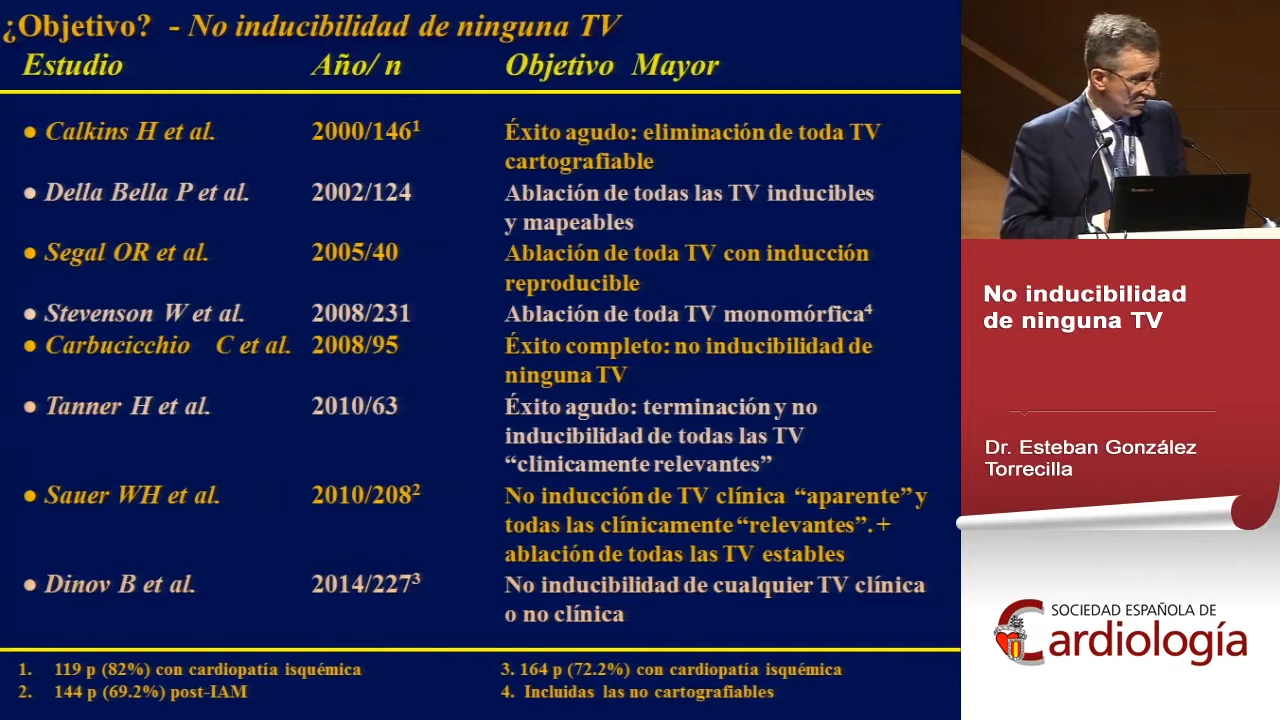 ¿Objetivo? - No inducibilidad de ninguna TV
Estudio Año/ n Objetivo Mayor
● Calkins H et al. 2000/146¹ Éxito agudo: eliminación de toda TV
cartografiable
● Della Bella P et al. 2002/124 Ablación de todas las TV inducibles
y mapeables
● Segal OR et al. 2005/40 Ablación de toda TV con inducción
reproducible
● Stevenson W et al. 2008/231 Ablación de toda TV monomórfica⁴
● Carbucicchio C et al. 2008/95 Éxito completo: no inducibilidad de
ninguna TV
● Tanner H et al. 2010/63 Éxito agudo: terminación y no
inducibilidad de todas las TV
“clinicamente relevantes”
● Sauer WH et al. 2010/208² No inducción de TV clínica “aparente” y
todas las clínicamente “relevantes”. +
ablación de todas las TV estables
● Dinov B et al. 2014/227³ No inducibilidad de cualquier TV clínica
o no clínica
1. 119 p (82%) con cardiopatía isquémica
2. 144 p (69.2%) post-IAM
3. 164 p (72.2%) con cardiopatía isquémica
4. Incluidas las no cartografiables
No inducibilidad
de ninguna TV
Dr. Esteban González
Torrecilla
SOCIEDAD ESPAÑOLA DE
Cardiología